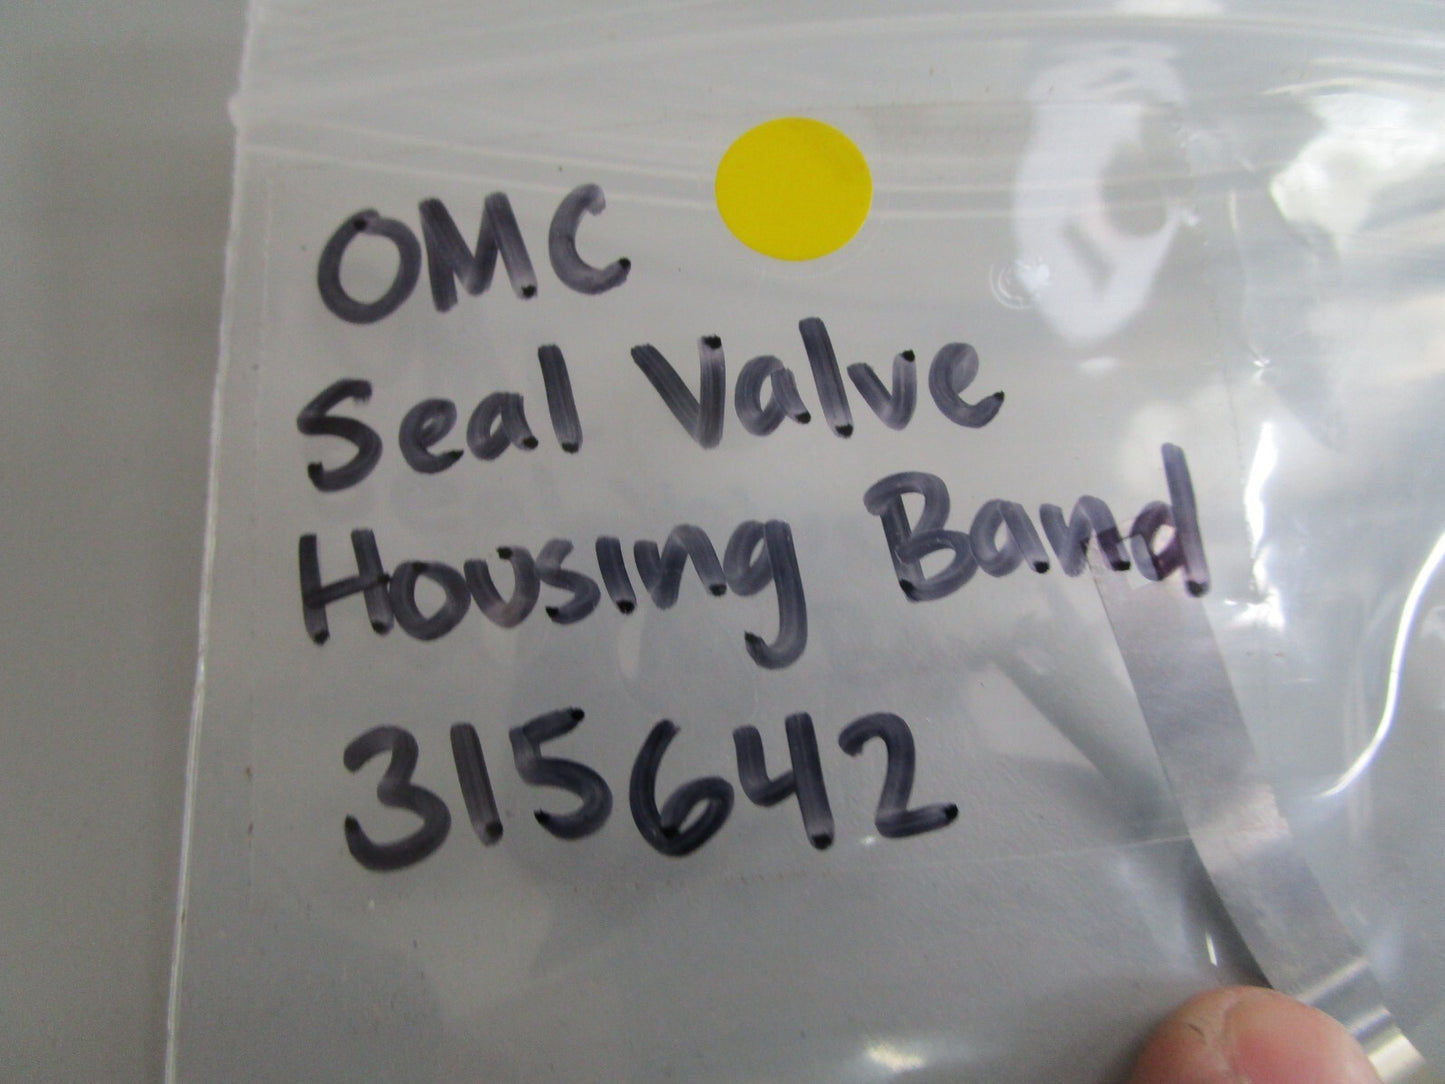 OMC
Seal Valve
Housing Band
315642